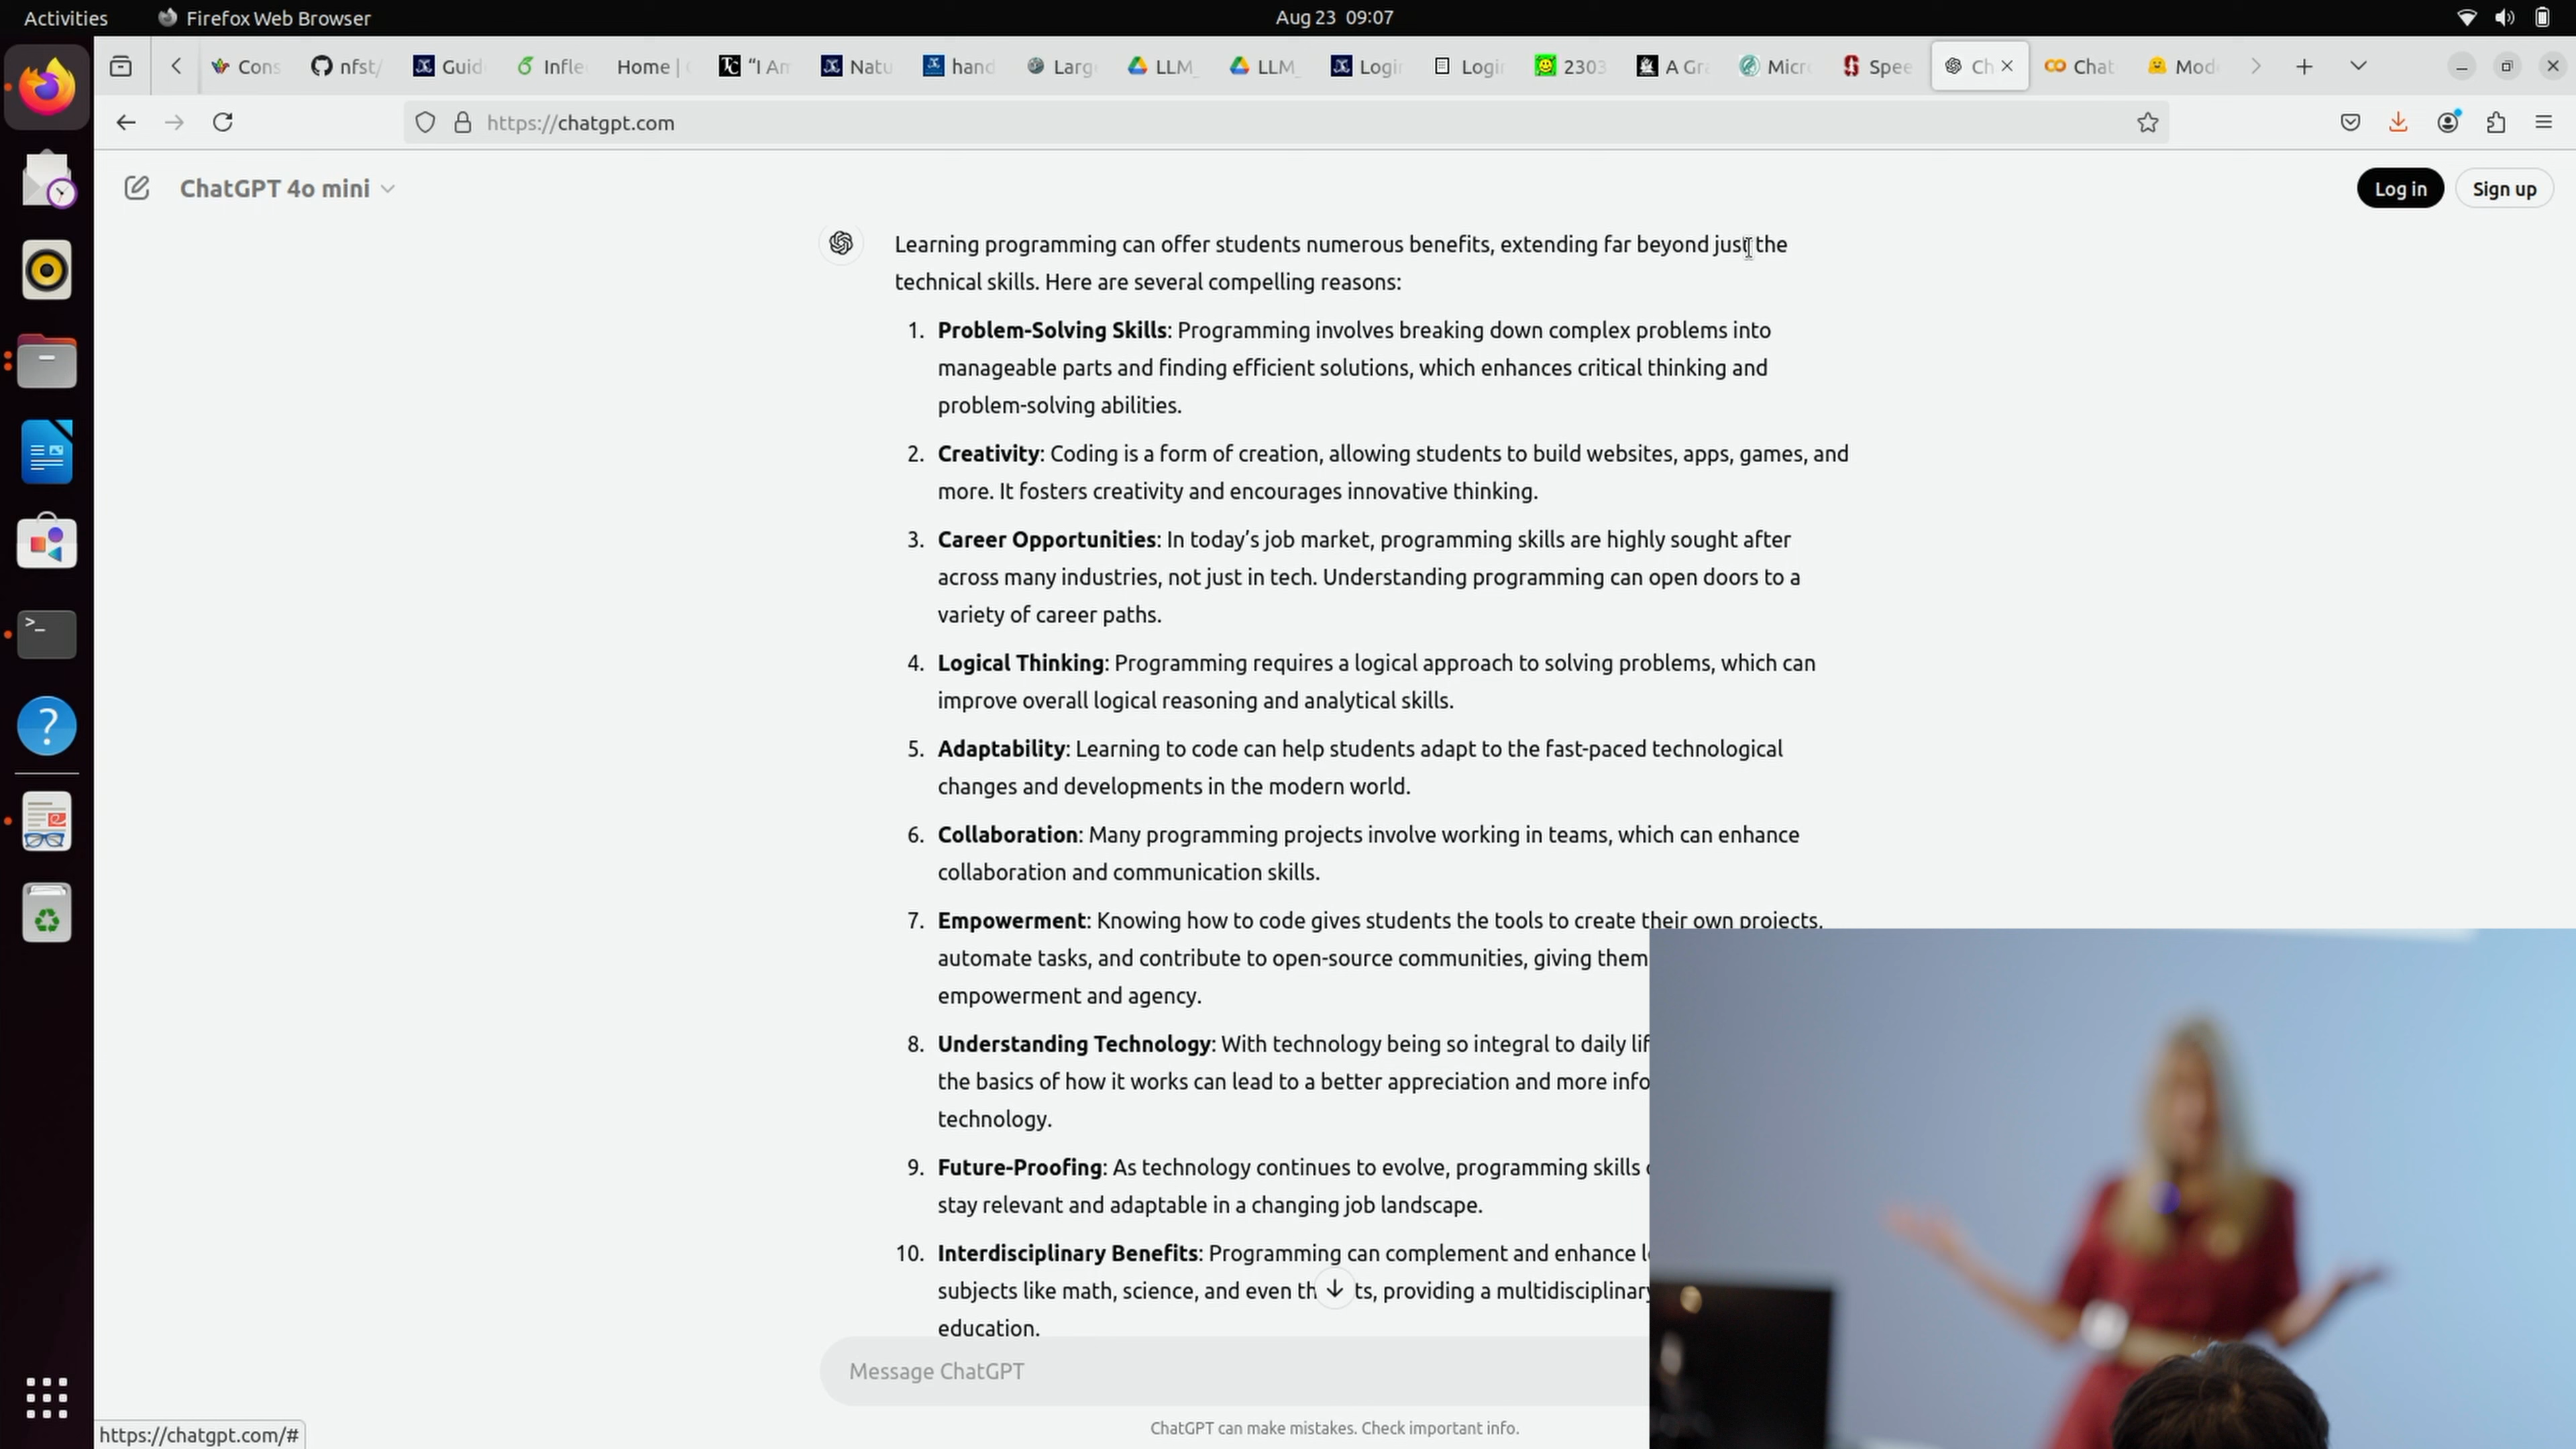 Activities Firefox Web Browser Aug 23 09:07
Cons nfst/ Guid Infle Home | “I Am Natu hand Larg LLM_ LLM_ Logi Logi 2303 A Gra Micr Spee Ch Chat Mod
https://chatgpt.com
ChatGPT 4o mini Log in Sign up
Learning programming can offer students numerous benefits, extending far beyond just the
technical skills. Here are several compelling reasons:
1. Problem-Solving Skills: Programming involves breaking down complex problems into
manageable parts and finding efficient solutions, which enhances critical thinking and
problem-solving abilities.
2. Creativity: Coding is a form of creation, allowing students to build websites, apps, games, and
more. It fosters creativity and encourages innovative thinking.
3. Career Opportunities: In today’s job market, programming skills are highly sought after
across many industries, not just in tech. Understanding programming can open doors to a
variety of career paths.
4. Logical Thinking: Programming requires a logical approach to solving problems, which can
improve overall logical reasoning and analytical skills.
5. Adaptability: Learning to code can help students adapt to the fast-paced technological
changes and developments in the modern world.
6. Collaboration: Many programming projects involve working in teams, which can enhance
collaboration and communication skills.
7. Empowerment: Knowing how to code gives students the tools to create their own projects,
automate tasks, and contribute to open-source communities, giving them
empowerment and agency.
8. Understanding Technology: With technology being so integral to daily lif
the basics of how it works can lead to a better appreciation and more info
technology.
9. Future-Proofing: As technology continues to evolve, programming skills
stay relevant and adaptable in a changing job landscape.
10. Interdisciplinary Benefits: Programming can complement and enhance l
subjects like math, science, and even th ts, providing a multidisciplinary
education.
Message ChatGPT
ChatGPT can make mistakes. Check important info.
https://chatgpt.com/#